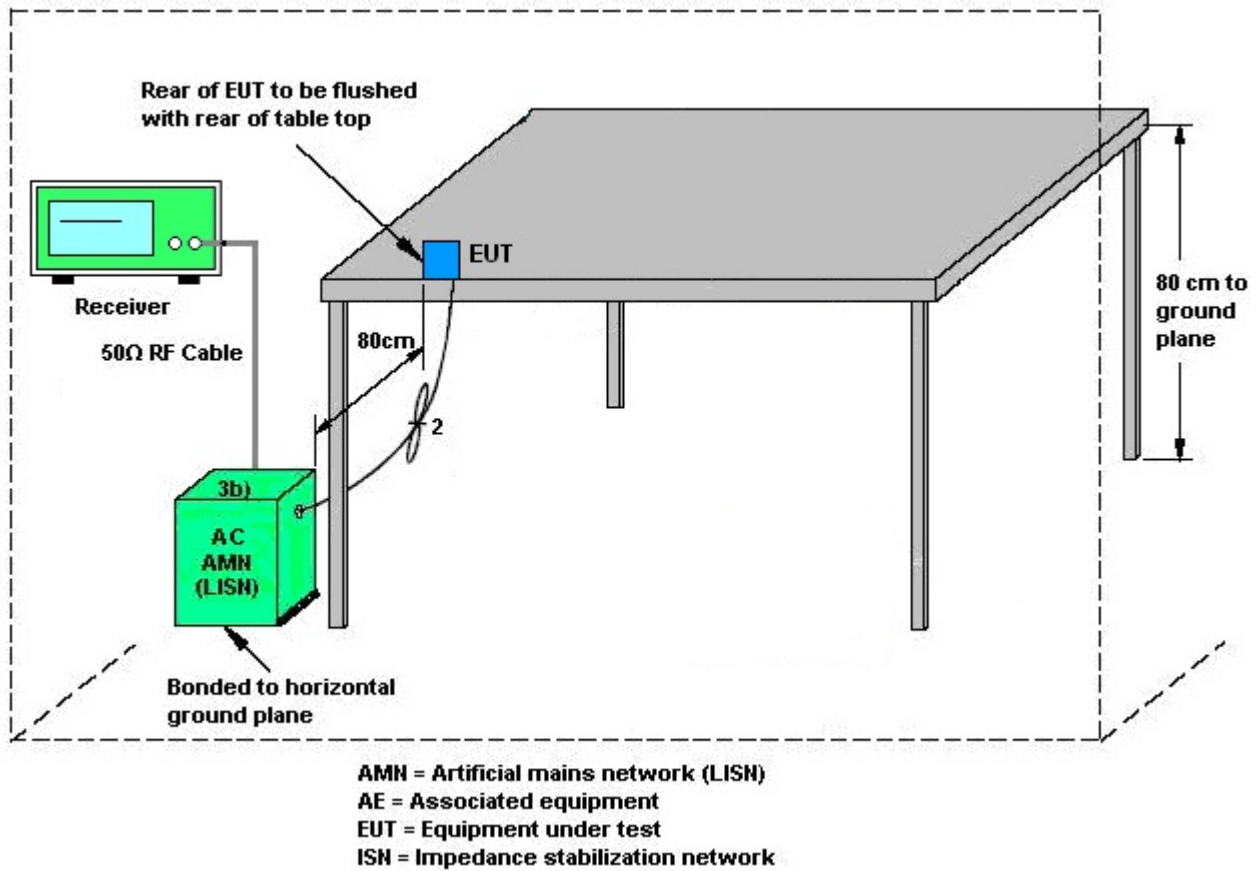 Rear of EUT to be flushed
with rear of table top
EUT
Receiver
50Ω RF Cable
80cm
80 cm to
ground
plane
2
3b)
AC
AMN
(LISN)
Bonded to horizontal
ground plane
AMN = Artificial mains network (LISN)
AE = Associated equipment
EUT = Equipment under test
ISN = Impedance stabilization network